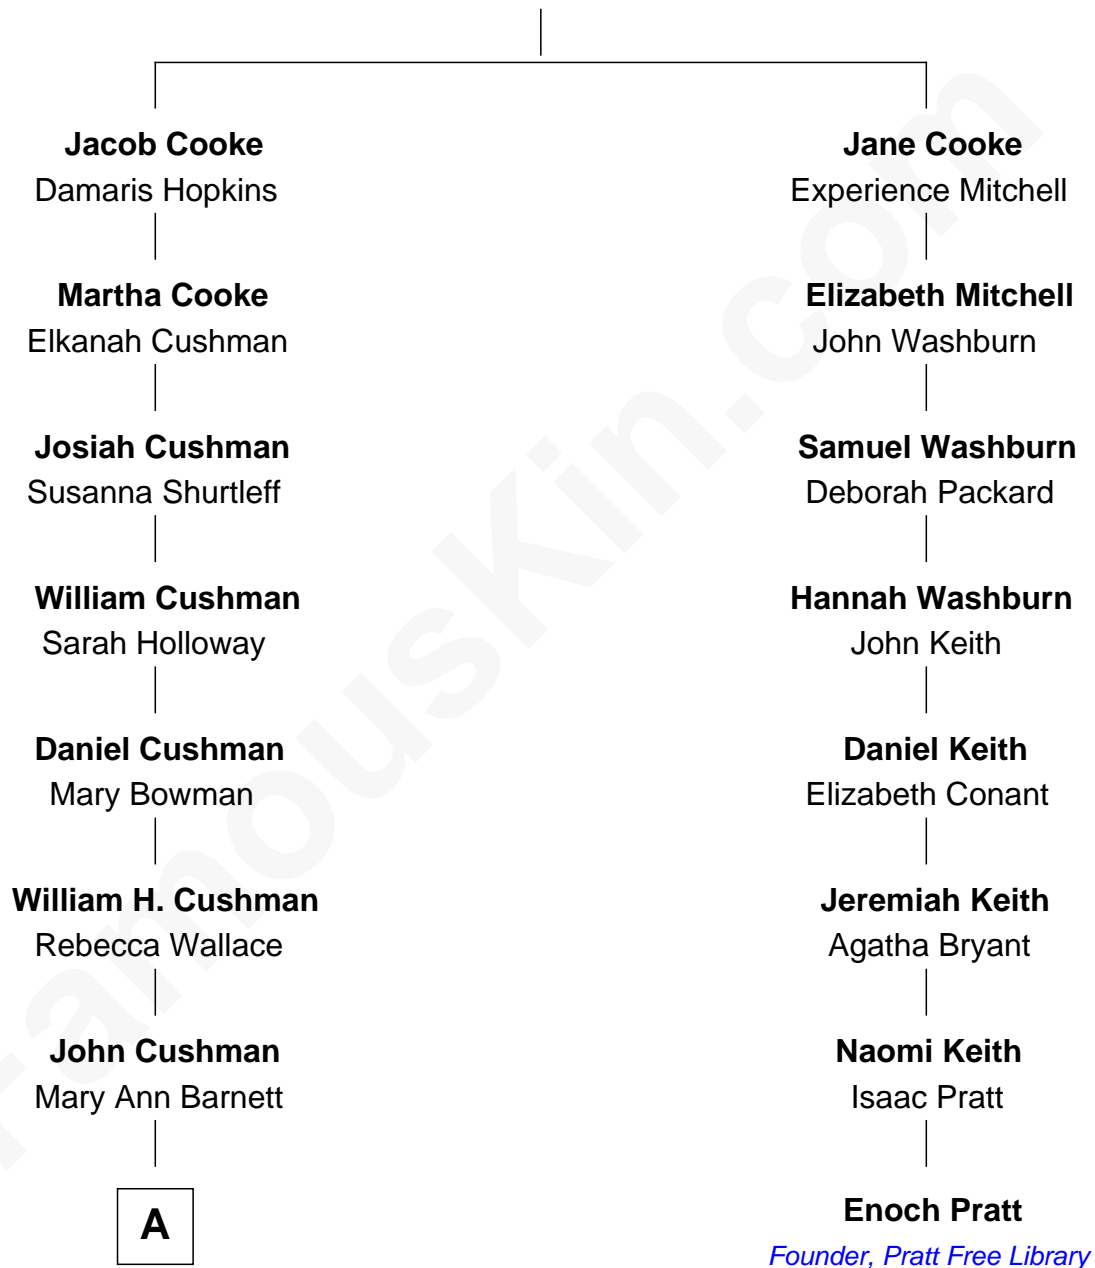 Jacob Cooke
Damaris Hopkins
Martha Cooke
Elkanah Cushman
Josiah Cushman
Susanna Shurtleff
William Cushman
Sarah Holloway
Daniel Cushman
Mary Bowman
William H. Cushman
Rebecca Wallace
John Cushman
Mary Ann Barnett
A
Jane Cooke
Experience Mitchell
Elizabeth Mitchell
John Washburn
Samuel Washburn
Deborah Packard
Hannah Washburn
John Keith
Daniel Keith
Elizabeth Conant
Jeremiah Keith
Agatha Bryant
Naomi Keith
Isaac Pratt
Enoch Pratt
Founder, Pratt Free Library
FamousKin.com